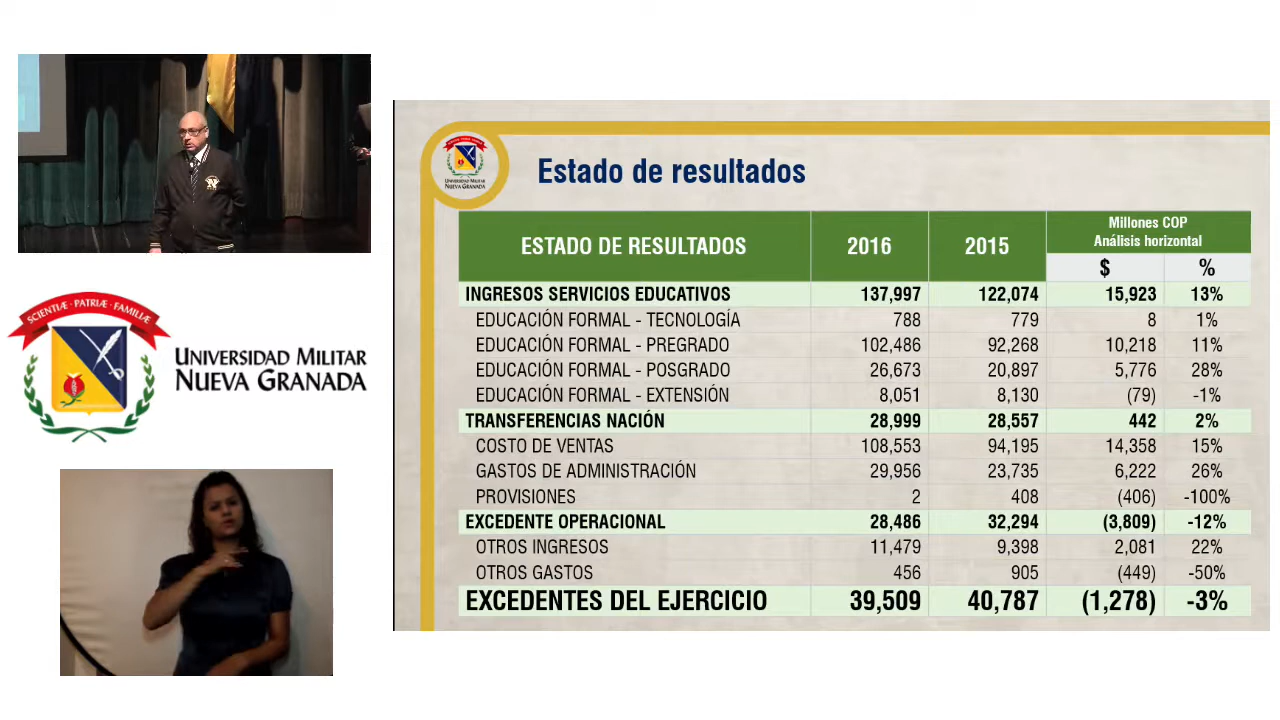 SCIENTIÆ · PATRIÆ · FAMILIÆ
UNIVERSIDAD MILITAR
NUEVA GRANADA
UNIVERSIDAD MILITAR
NUEVA GRANADA
Estado de resultados
ESTADO DE RESULTADOS 2016 2015 Millones COP
Análisis horizontal
$ %
INGRESOS SERVICIOS EDUCATIVOS 137,997 122,074 15,923 13%
EDUCACIÓN FORMAL - TECNOLOGÍA 788 779 8 1%
EDUCACIÓN FORMAL - PREGRADO 102,486 92,268 10,218 11%
EDUCACIÓN FORMAL - POSGRADO 26,673 20,897 5,776 28%
EDUCACIÓN FORMAL - EXTENSIÓN 8,051 8,130 (79) -1%
TRANSFERENCIAS NACIÓN 28,999 28,557 442 2%
COSTO DE VENTAS 108,553 94,195 14,358 15%
GASTOS DE ADMINISTRACIÓN 29,956 23,735 6,222 26%
PROVISIONES 2 408 (406) -100%
EXCEDENTE OPERACIONAL 28,486 32,294 (3,809) -12%
OTROS INGRESOS 11,479 9,398 2,081 22%
OTROS GASTOS 456 905 (449) -50%
EXCEDENTES DEL EJERCICIO 39,509 40,787 (1,278) -3%